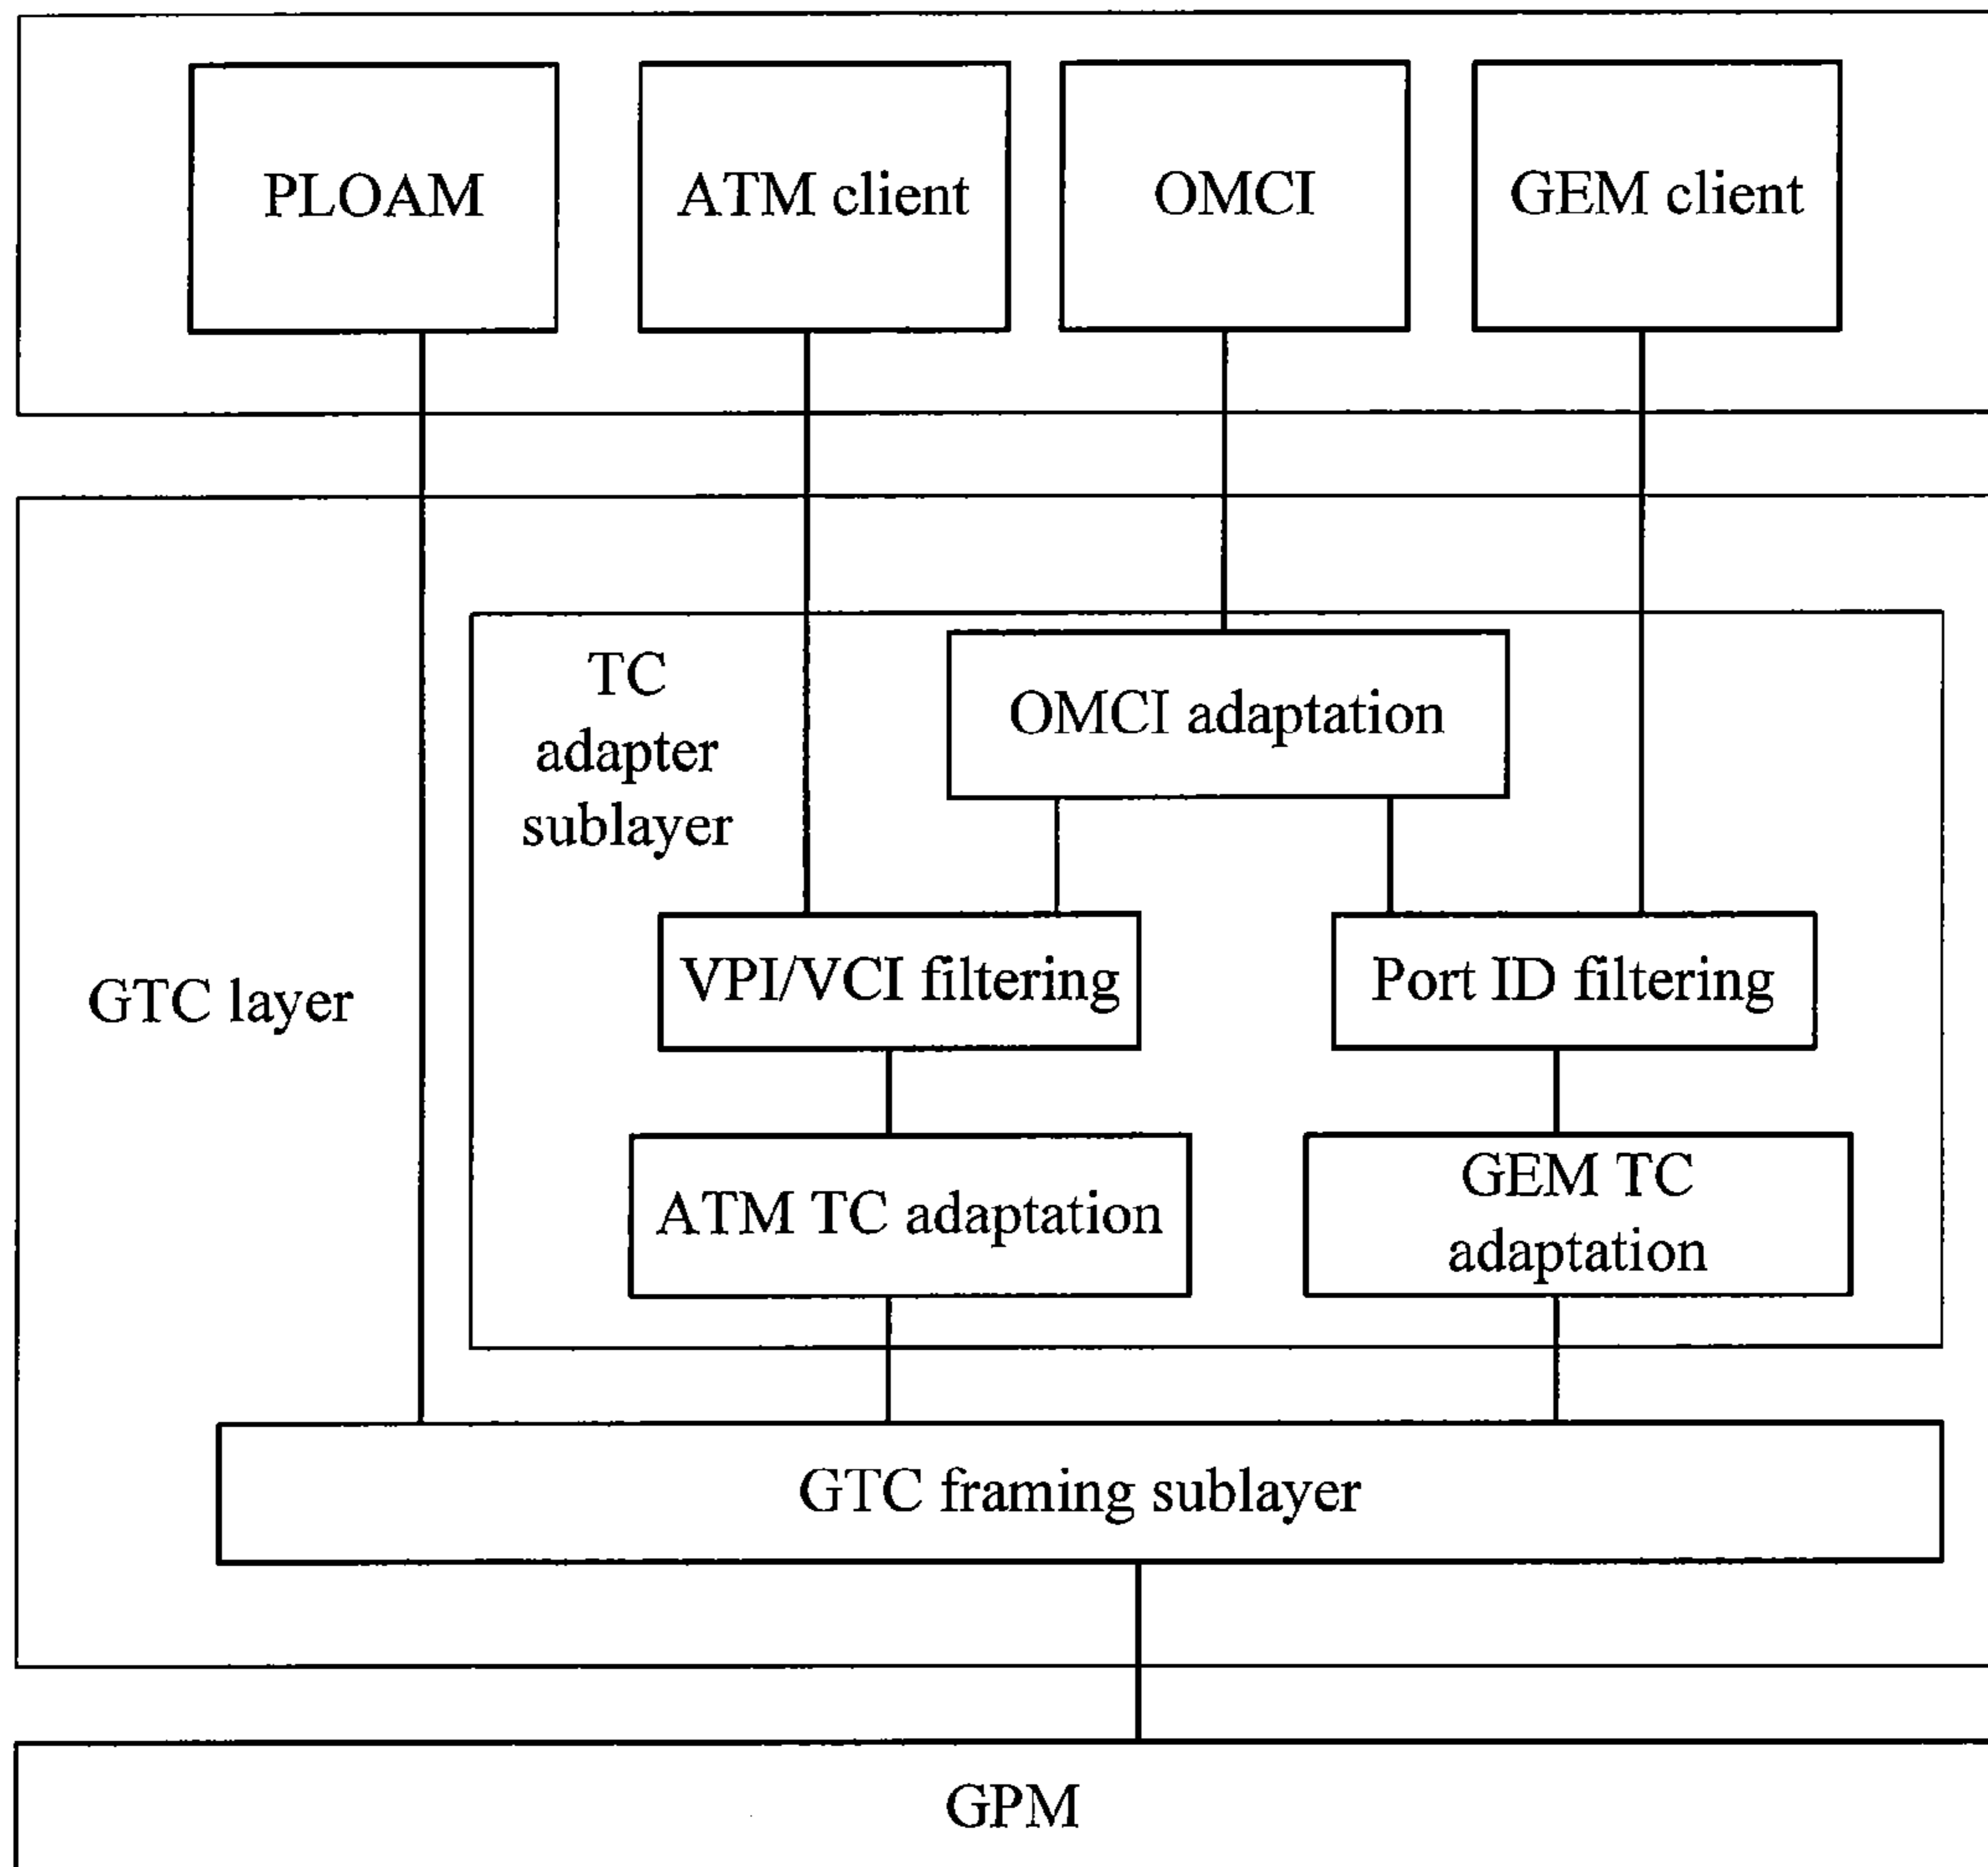 PLOAM
ATM client
OMCI
GEM client
TC
adapter
sublayer
OMCI adaptation
GTC layer
VPI/VCI filtering
Port ID filtering
ATM TC adaptation
GEM TC
adaptation
GTC framing sublayer
GPM